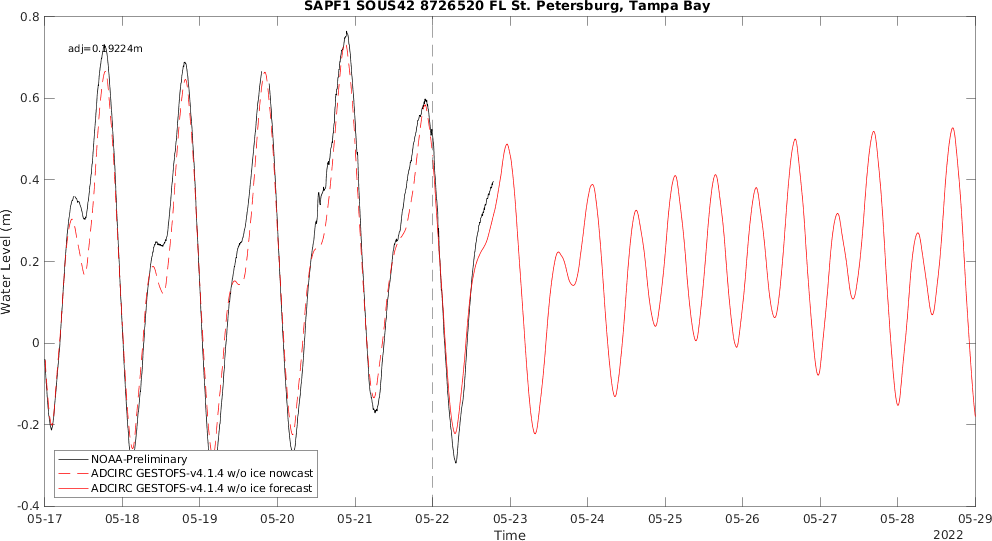 SAPF1 SOUS42 8726520 FL St. Petersburg, Tampa Bay
adj=0.19224m
Water Level (m)
0.8
0.6
0.4
0.2
0
-0.2
-0.4
NOAA-Preliminary
ADCIRC GESTOFS-v4.1.4 w/o ice nowcast
ADCIRC GESTOFS-v4.1.4 w/o ice forecast
05-17 05-18 05-19 05-20 05-21 05-22 05-23 05-24 05-25 05-26 05-27 05-28 05-29
Time
2022